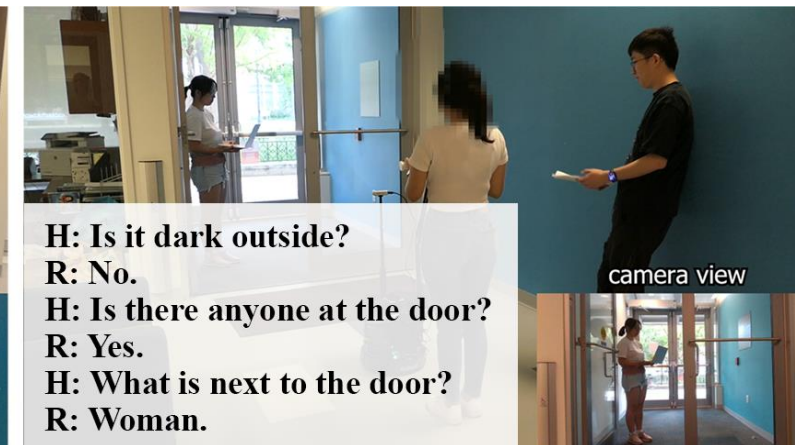 H: Is it dark outside?
R: No.
H: Is there anyone at the door?
R: Yes.
H: What is next to the door?
R: Woman.
camera view